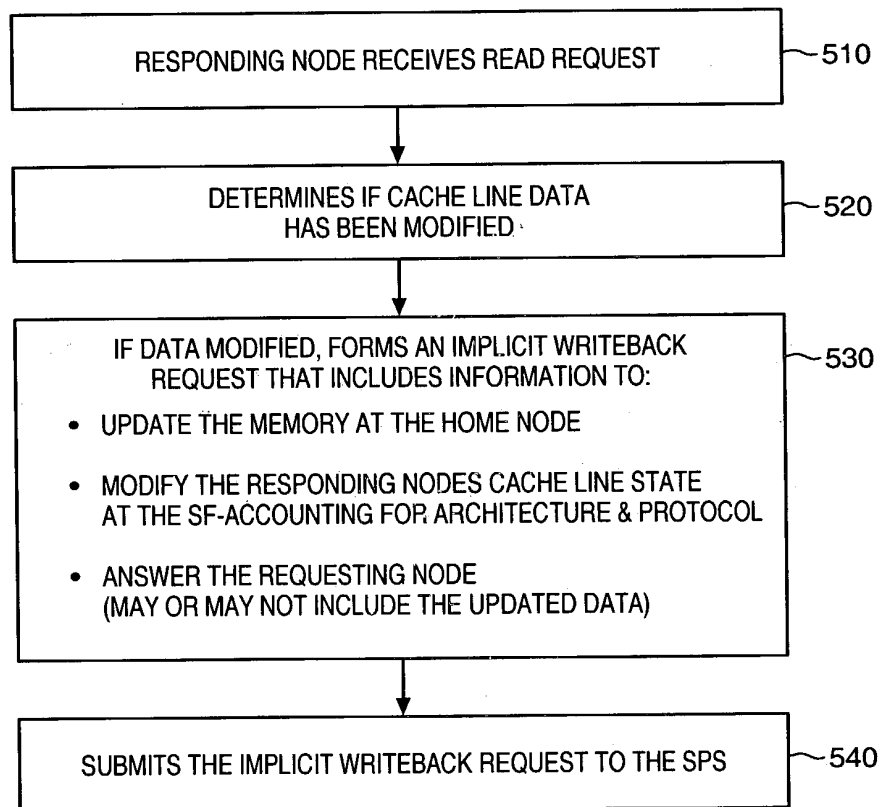 RESPONDING NODE RECEIVES READ REQUEST
510
DETERMINES IF CACHE LINE DATA
HAS BEEN MODIFIED
520
IF DATA MODIFIED, FORMS AN IMPLICIT WRITEBACK
REQUEST THAT INCLUDES INFORMATION TO:
530
• UPDATE THE MEMORY AT THE HOME NODE
• MODIFY THE RESPONDING NODES CACHE LINE STATE
AT THE SF-ACCOUNTING FOR ARCHITECTURE & PROTOCOL
• ANSWER THE REQUESTING NODE
(MAY OR MAY NOT INCLUDE THE UPDATED DATA)
SUBMITS THE IMPLICIT WRITEBACK REQUEST TO THE SPS
540